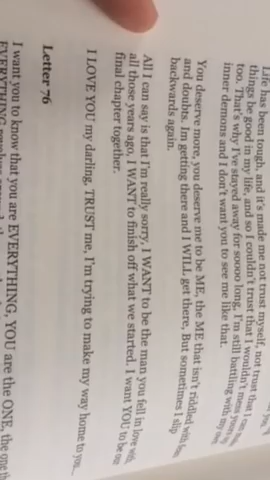 Life has been tough, and it's made me not trust myself, not trust that I can
things be good in my life, and so I couldn't trust that I wouldn't mess
too. That's why I've stayed away for soooo long, I'm still battling with my
inner demons and I don't want you to see me like that.
You deserve more, you deserve me to be ME, the ME that isn't riddled with
and doubts. Im getting there and I WILL get there, But sometimes I slip
backwards again.
All I can say is that I'm really sorry, I WANT to be the man you fell in love with
all those years ago, I WANT to finish off what we started. I want YOU to be our
final chapter together.
I LOVE YOU my darling, TRUST me, I'm trying to make my way home to you...
Letter 76
I want you to know that you are EVERYTHING, YOU are the ONE, the one
EVERYTHING